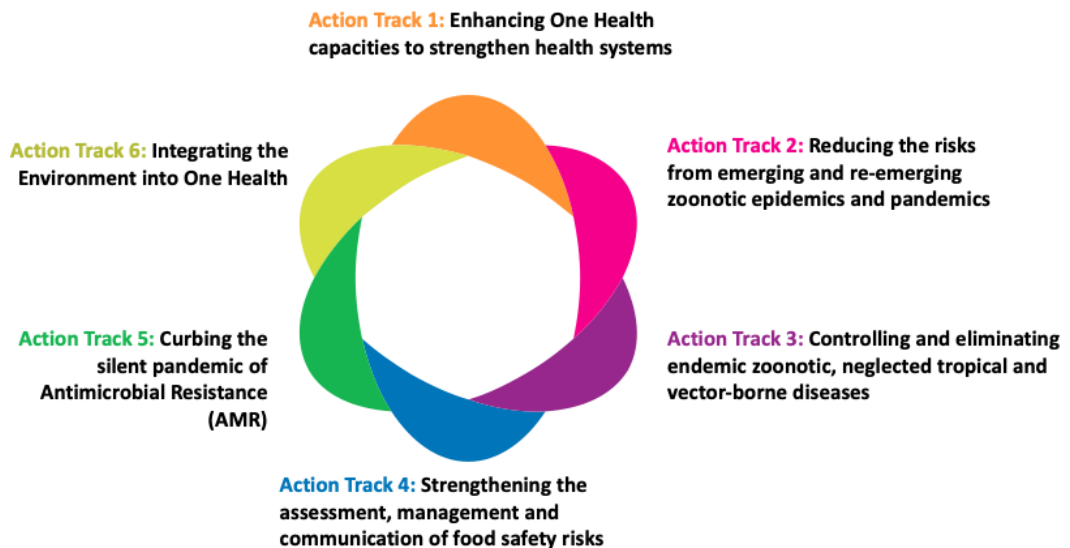 Action Track 1: Enhancing One Health
capacities to strengthen health systems
Action Track 2: Reducing the risks
from emerging and re-emerging
zoonotic epidemics and pandemics
Action Track 3: Controlling and eliminating
endemic zoonotic, neglected tropical and
vector-borne diseases
Action Track 4: Strengthening the
assessment, management and
communication of food safety risks
Action Track 5: Curbing the
silent pandemic of
Antimicrobial Resistance
(AMR)
Action Track 6: Integrating the
Environment into One Health